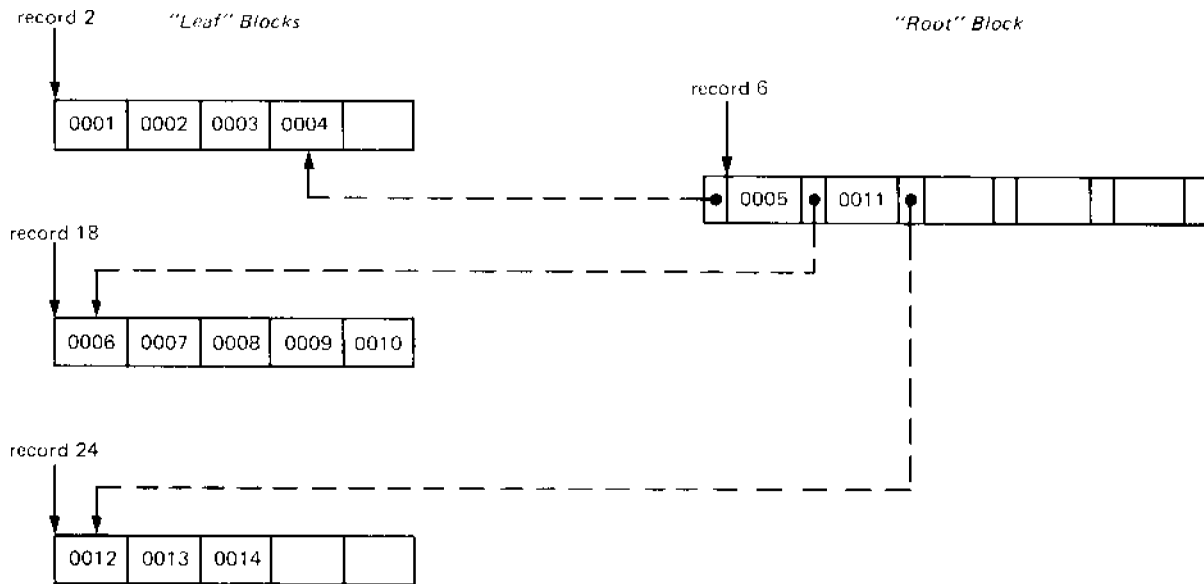 record 2
"Leaf" Blocks
"Root" Block
record 6
0001 0002 0003 0004
0005 0011
record 18
0006 0007 0008 0009 0010
record 24
0012 0013 0014